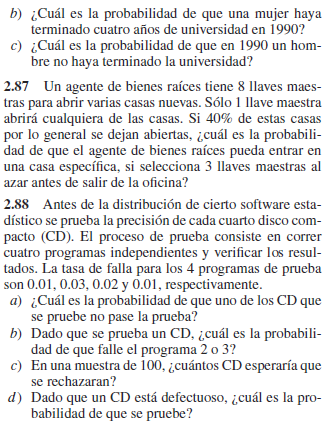 b) ¿Cuál es la probabilidad de que una mujer haya
terminado cuatro años de universidad en 1990?
c) ¿Cuál es la probabilidad de que en 1990 un hom-
bre no haya terminado la universidad?
2.87 Un agente de bienes raíces tiene 8 llaves maes-
tras para abrir varias casas nuevas. Sólo 1 llave maestra
abrirá cualquiera de las casas. Si 40% de estas casas
por lo general se dejan abiertas, ¿cuál es la probabili-
dad de que el agente de bienes raíces pueda entrar en
una casa específica, si selecciona 3 llaves maestras al
azar antes de salir de la oficina?
2.88 Antes de la distribución de cierto software esta-
dístico se prueba la precisión de cada cuarto disco com-
pacto (CD). El proceso de prueba consiste en correr
cuatro programas independientes y verificar los resul-
tados. La tasa de falla para los 4 programas de prueba
son 0.01, 0.03, 0.02 y 0.01, respectivamente.
a) ¿Cuál es la probabilidad de que uno de los CD que
se pruebe no pase la prueba?
b) Dado que se prueba un CD, ¿cuál es la probabili-
dad de que falle el programa 2 o 3?
c) En una muestra de 100, ¿cuántos CD esperaría que
se rechazaran?
d) Dado que un CD está defectuoso, ¿cuál es la pro-
babilidad de que se pruebe?